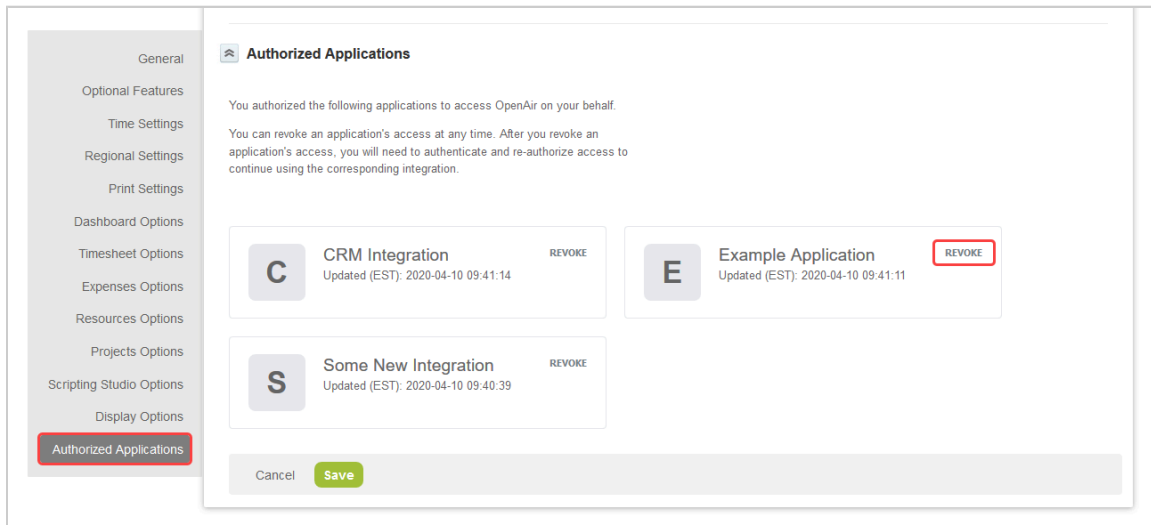 General
Optional Features
Time Settings
Regional Settings
Print Settings
Dashboard Options
Timesheet Options
Expenses Options
Resources Options
Projects Options
Scripting Studio Options
Display Options
Authorized Applications
Authorized Applications
You authorized the following applications to access OpenAir on your behalf.
You can revoke an application's access at any time. After you revoke an
application's access, you will need to authenticate and re-authorize access to
continue using the corresponding integration.
C
CRM Integration
REVOKE
Updated (EST): 2020-04-10 09:41:14
E
Example Application
REVOKE
Updated (EST): 2020-04-10 09:41:11
S
Some New Integration
REVOKE
Updated (EST): 2020-04-10 09:40:39
Cancel
Save